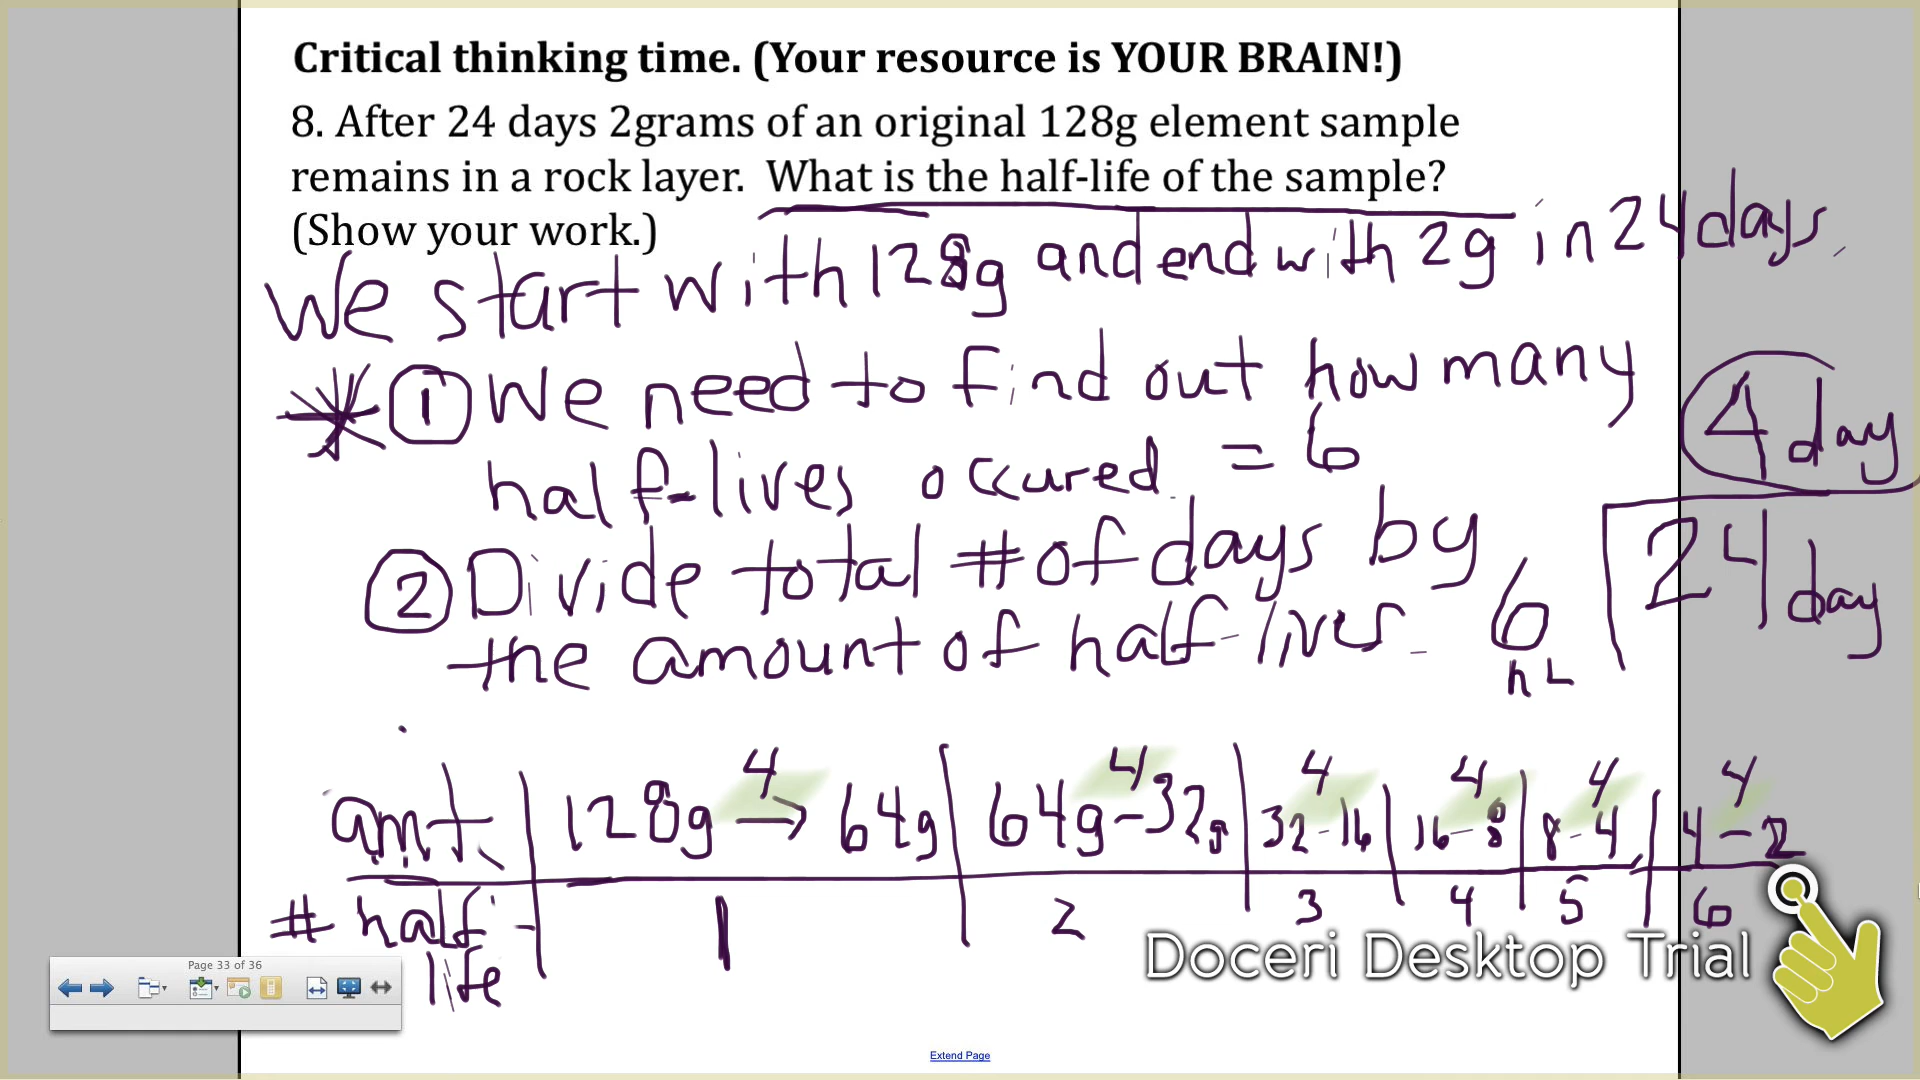 Critical thinking time. (Your resource is YOUR BRAIN!)
8. After 24 days 2grams of an original 128g element sample
remains in a rock layer. What is the half-life of the sample?
(Show your work.)
We start with 128g and end with 2g in 24 days.
① We need to find out how many
half-lives occured = 6
② Divide total # of days by
the amount of half-lives.
4 day
6 24 day
hL
4 4 4 4 4 4
amt. 128g → 64g 64g-32g 32-16 16-8 8-4 4-2
# half- 1 2 3 4 5 6
life
Doceri Desktop Trial
Page 33 of 36
Extend Page